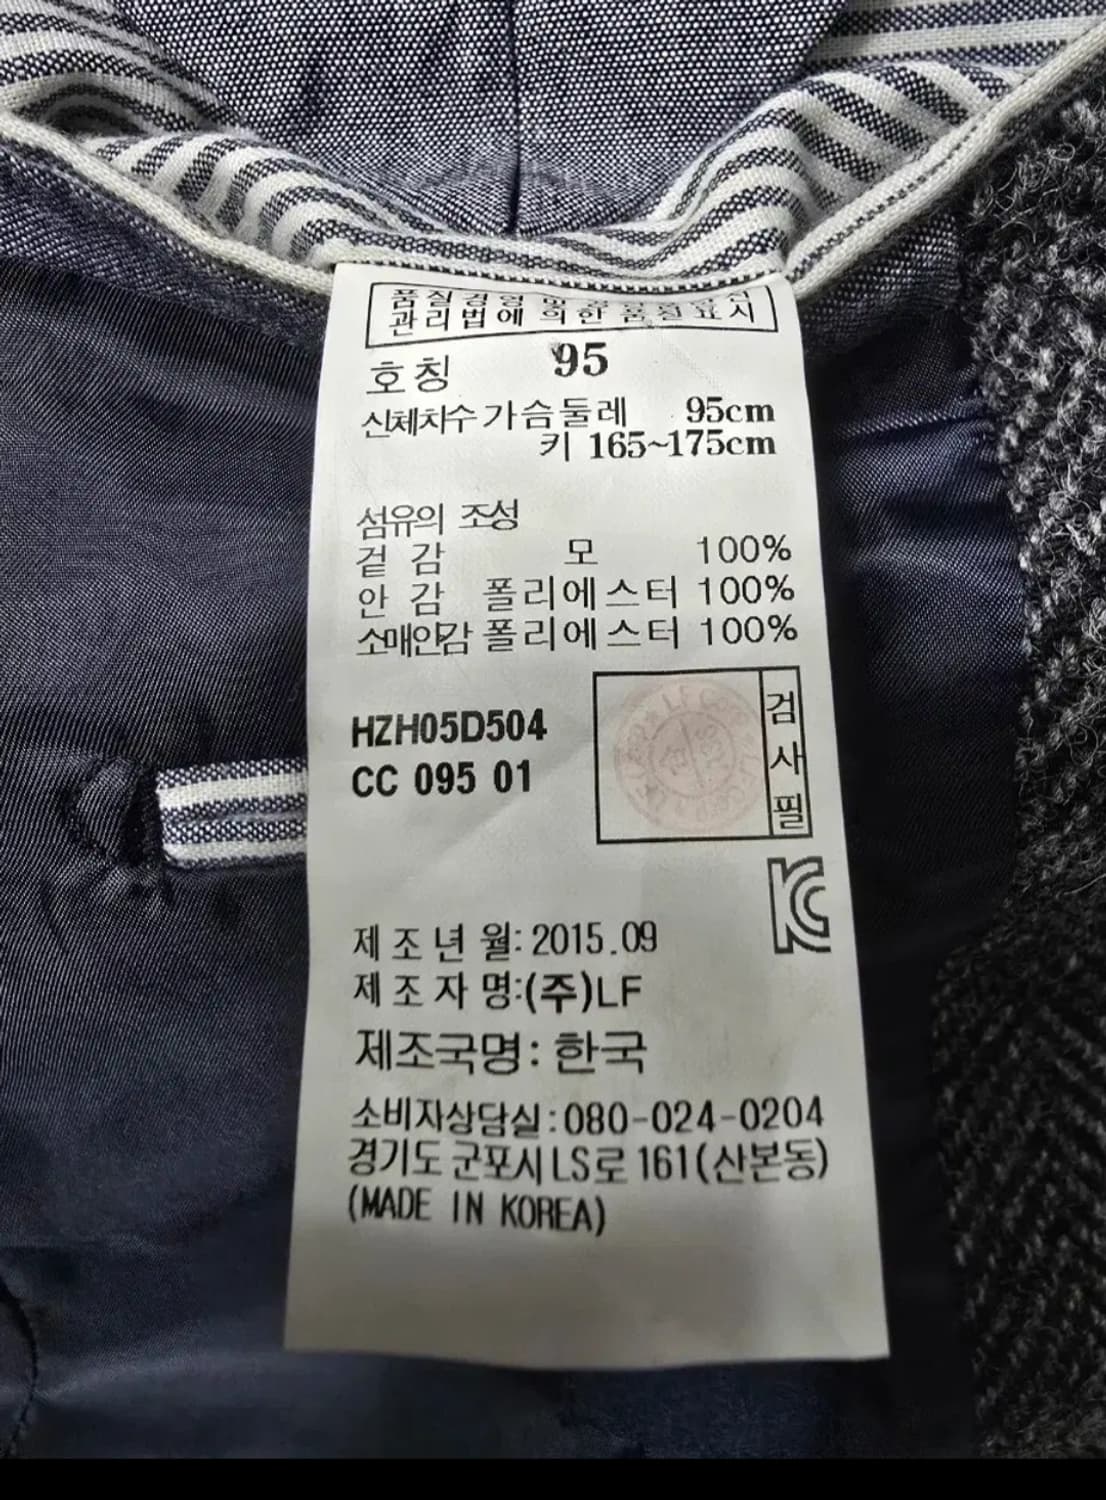 품질경영 및 공산품안전
관리법에 의한 품질표시
호칭 95
신체치수 가슴둘레 95cm
키 165~175cm
섬유의 조성
겉 감 모 100%
안 감 폴리에스터 100%
소매안감 폴리에스터 100%
HZH05D504
CC 095 01
검사필
제조년월: 2015.09
제조자명:(주)LF
제조국명: 한국
소비자상담실:080-024-0204
경기도 군포시 LS로 161(산본동)
(MADE IN KOREA)